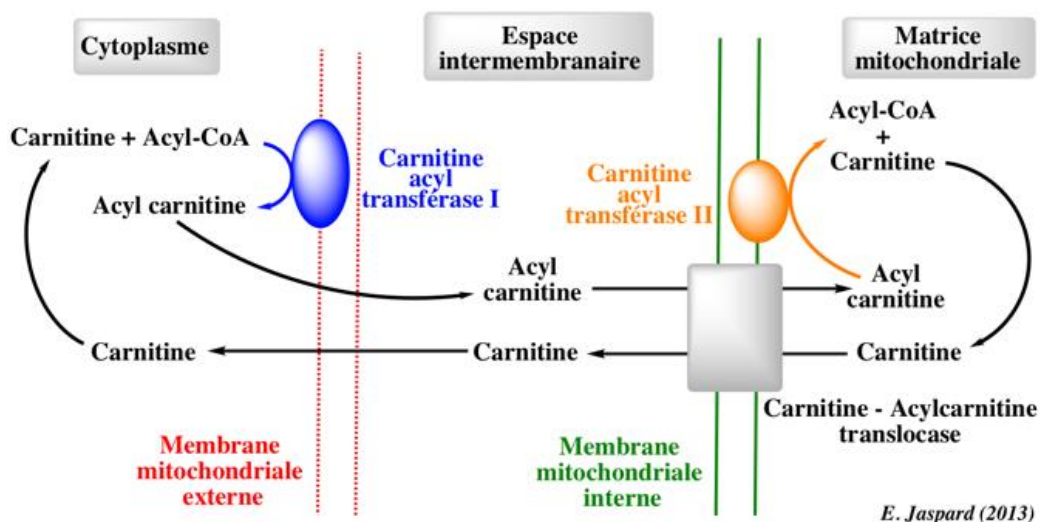 Cytoplasme
Espace
intermembranaire
Matrice
mitochondriale
Carnitine + Acyl-CoA
Acyl carnitine
Carnitine
acyl
transférase I
Carnitine
acyl
transférase II
Acyl-CoA
+
Carnitine
Acyl
carnitine
Acyl
carnitine
Carnitine
Carnitine
Carnitine
Carnitine - Acylcarnitine
translocase
Membrane
mitochondriale
externe
Membrane
mitochondriale
interne
E. Jaspard (2013)